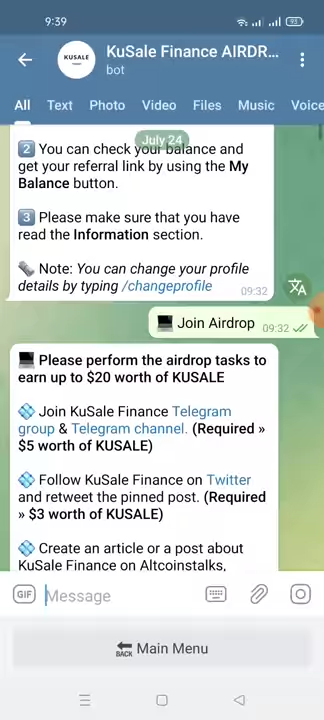 9:39
93
KUSALE
KuSale Finance AIRDR...
bot
All Text Photo Video Files Music Voice
July 24
2 You can check your balance and
get your referral link by using the My
Balance button.
3 Please make sure that you have
read the Information section.
Note: You can change your profile
details by typing /changeprofile
09:32
Join Airdrop 09:32
Please perform the airdrop tasks to
earn up to $20 worth of KUSALE
Join KuSale Finance Telegram
group & Telegram channel. (Required »
$5 worth of KUSALE)
Follow KuSale Finance on Twitter
and retweet the pinned post. (Required
» $3 worth of KUSALE)
Create an article or a post about
KuSale Finance on Altcoinstalks,
GIF Message
BACK Main Menu